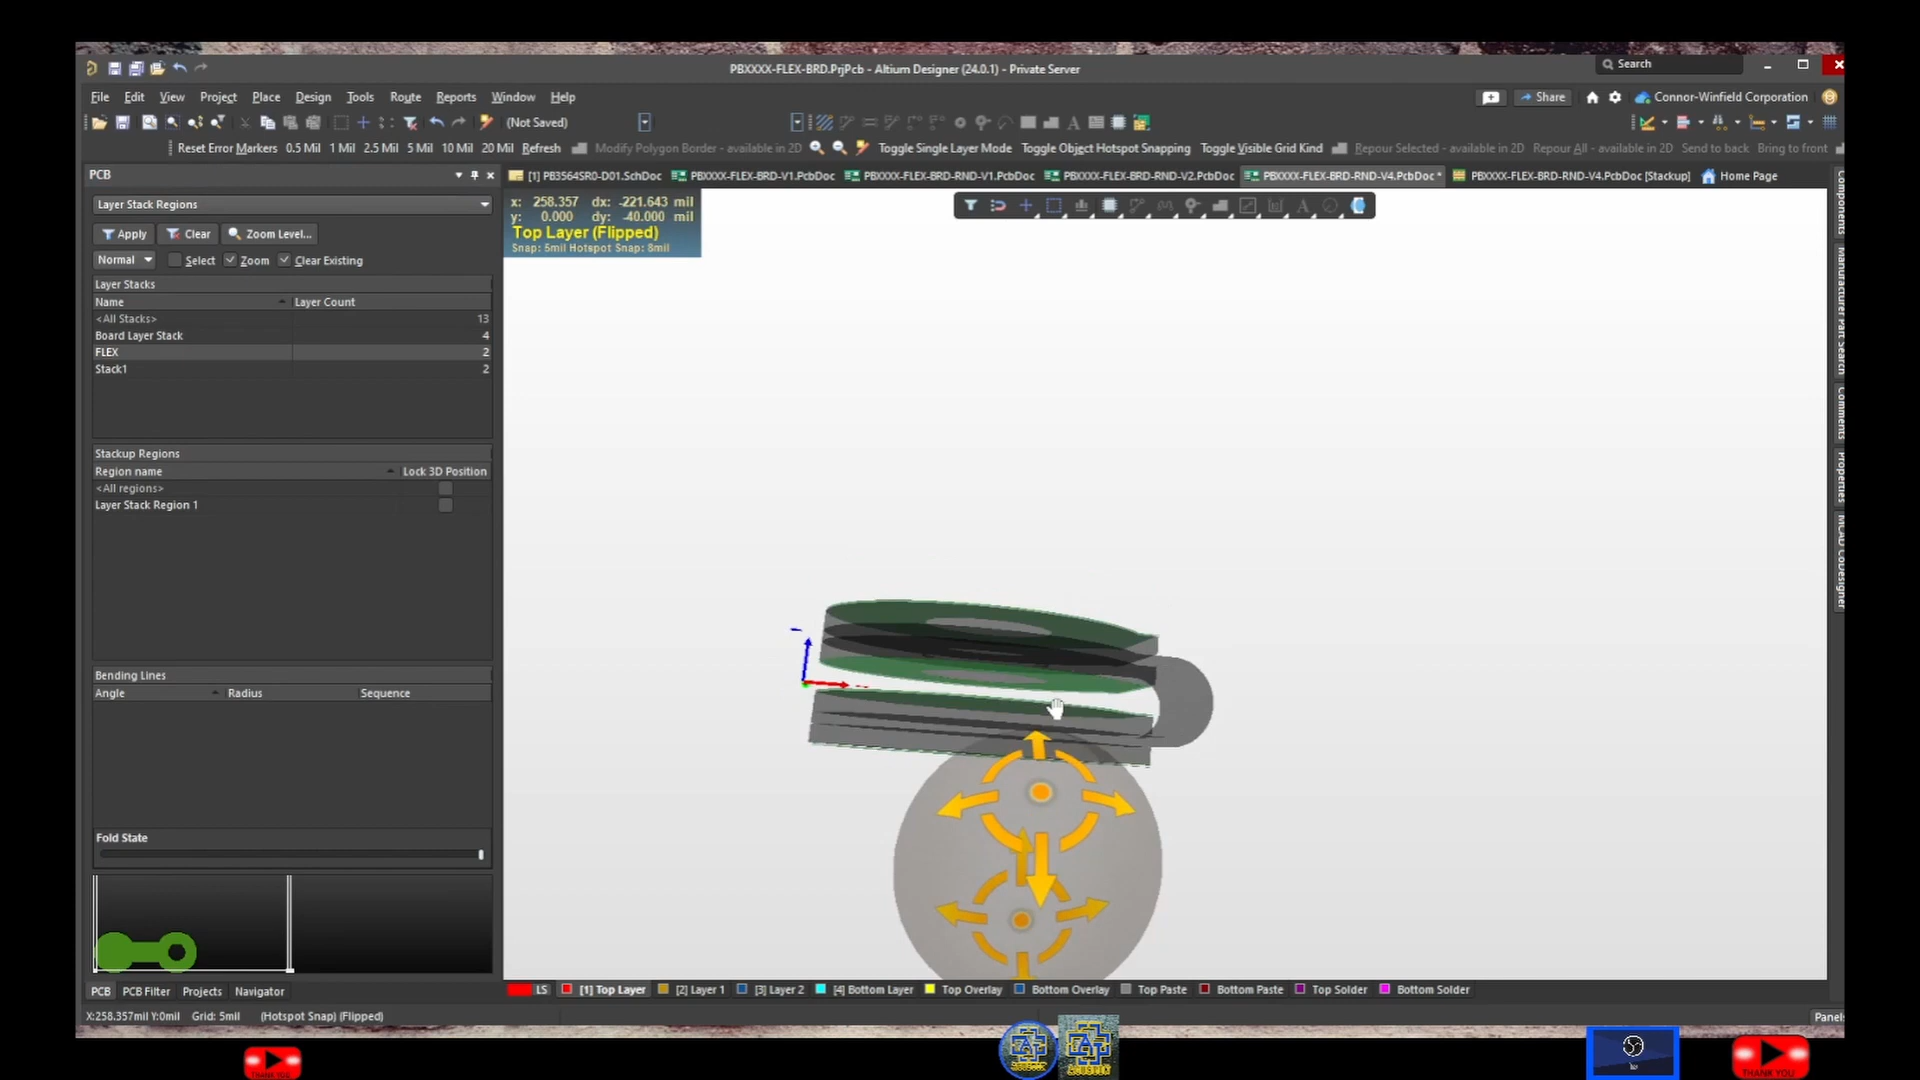 PBXXXX-FLEX-BRD.PrjPcb - Altium Designer (24.0.1) - Private Server
Search
File Edit View Project Place Design Tools Route Reports Window Help
Share
Connor-Winfield Corporation
(Not Saved)
Reset Error Markers 0.5 Mil 1 Mil 2.5 Mil 5 Mil 10 Mil 20 Mil Refresh Modify Polygon Border - available in 2D Toggle Single Layer Mode Toggle Object Hotspot Snapping Toggle Visible Grid Kind Repour Selected - available in 2D Repour All - available in 2D Send to back Bring to front
PCB
[1] PB3564SR0-D01.SchDoc PBXXXX-FLEX-BRD-V1.PcbDoc PBXXXX-FLEX-BRD-RND-V1.PcbDoc PBXXXX-FLEX-BRD-RND-V2.PcbDoc PBXXXX-FLEX-BRD-RND-V4.PcbDoc * PBXXXX-FLEX-BRD-RND-V4.PcbDoc [Stackup] Home Page
Layer Stack Regions
Apply Clear Zoom Level...
Normal Select Zoom Clear Existing
Layer Stacks
Name Layer Count
<All Stacks> 13
Board Layer Stack 4
FLEX 2
Stack1 2
Stackup Regions
Region name Lock 3D Position
<All regions>
Layer Stack Region 1
Bending Lines
Angle Radius Sequence
Fold State
x: 258.357 dx: -221.643 mil
y: 0.000 dy: -40.000 mil
Top Layer (Flipped)
Snap: 5mil Hotspot Snap: 8mil
Components
Manufacturer Part Search
Comments
Properties
MCAD CoDesigner
PCB PCB Filter Projects Navigator
LS [1] Top Layer [2] Layer 1 [3] Layer 2 [4] Bottom Layer Top Overlay Bottom Overlay Top Paste Bottom Paste Top Solder Bottom Solder
X:258.357mil Y:0mil Grid: 5mil (Hotspot Snap) (Flipped)
Panels
THANK YOU
THANK YOU